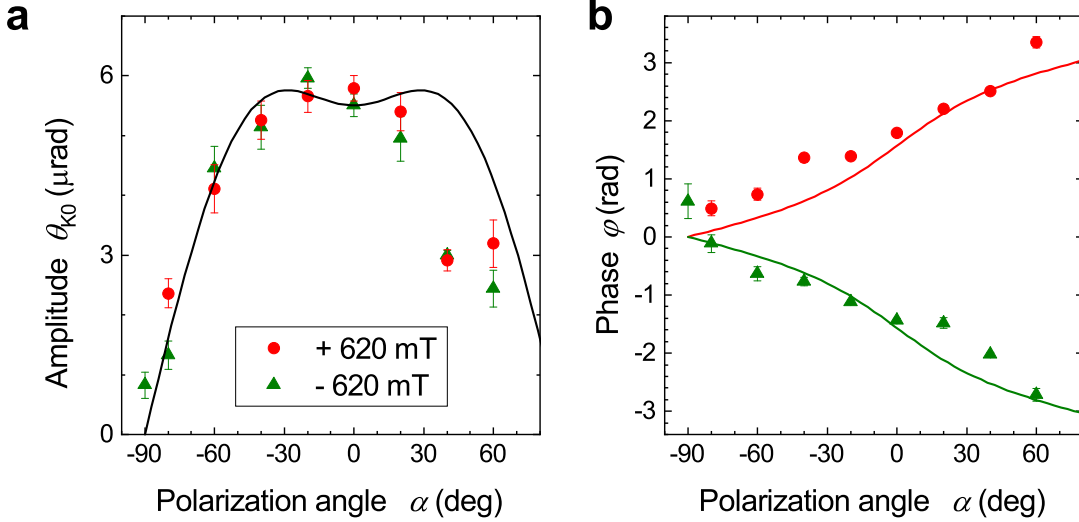 a
Amplitude θk0 (μrad)
6
3
0
+ 620 mT
- 620 mT
-90 -60 -30 0 30 60
Polarization angle α (deg)
b
Phase φ (rad)
3
2
1
0
-1
-2
-3
-90 -60 -30 0 30 60
Polarization angle α (deg)